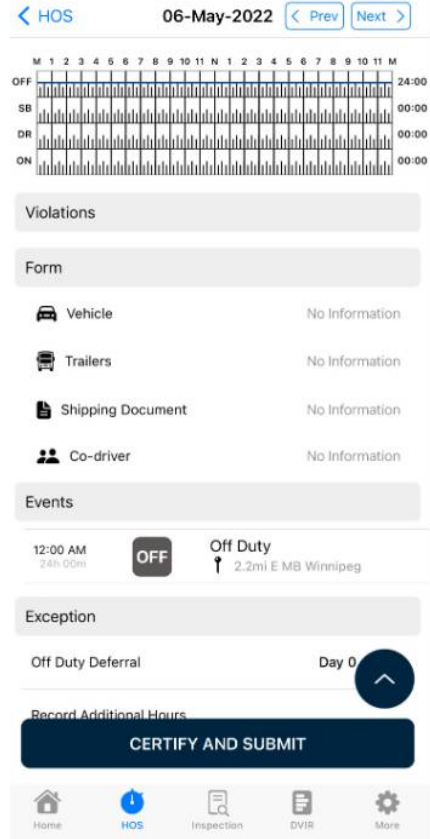 HOS 06-May-2022 Prev Next
M 1 2 3 4 5 6 7 8 9 10 11 N 1 2 3 4 5 6 7 8 9 10 11 M
OFF 24:00
SB 00:00
DR 00:00
ON 00:00
Violations
Form
Vehicle No Information
Trailers No Information
Shipping Document No Information
Co-driver No Information
Events
12:00 AM OFF Off Duty
24h 00m 2.2mi E MB Winnipeg
Exception
Off Duty Deferral Day 0
Record Additional Hours
CERTIFY AND SUBMIT
Home HOS Inspection DVIR More